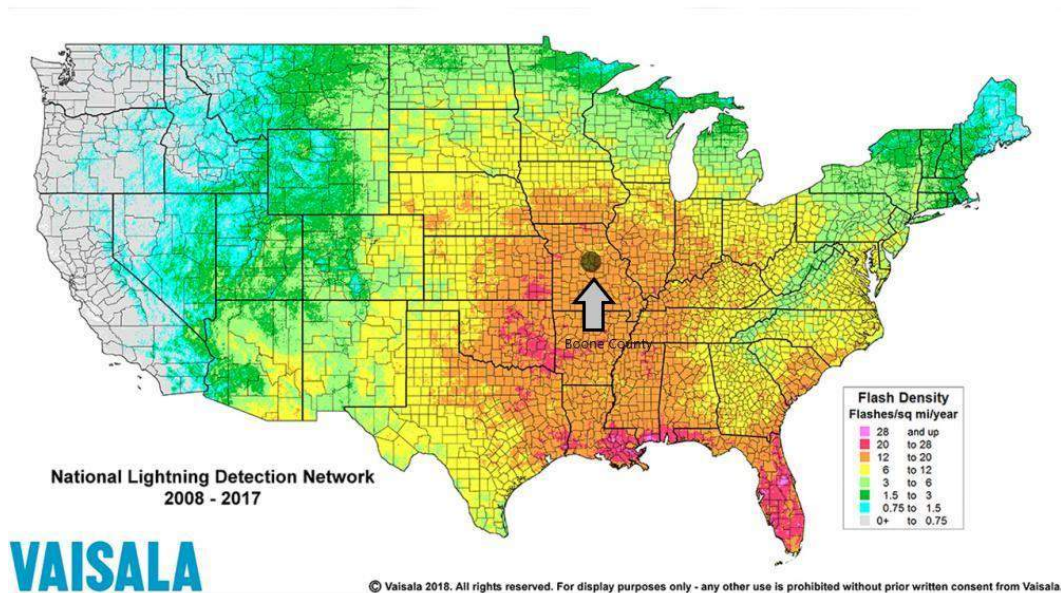 Boone County
Flash Density
Flashes/sq mi/year
28 and up
20 to 28
12 to 20
6 to 12
3 to 6
1.5 to 3
0.75 to 1.5
0+ to 0.75
National Lightning Detection Network
2008 - 2017
VAISALA
© Vaisala 2018. All rights reserved. For display purposes only - any other use is prohibited without prior written consent from Vaisala